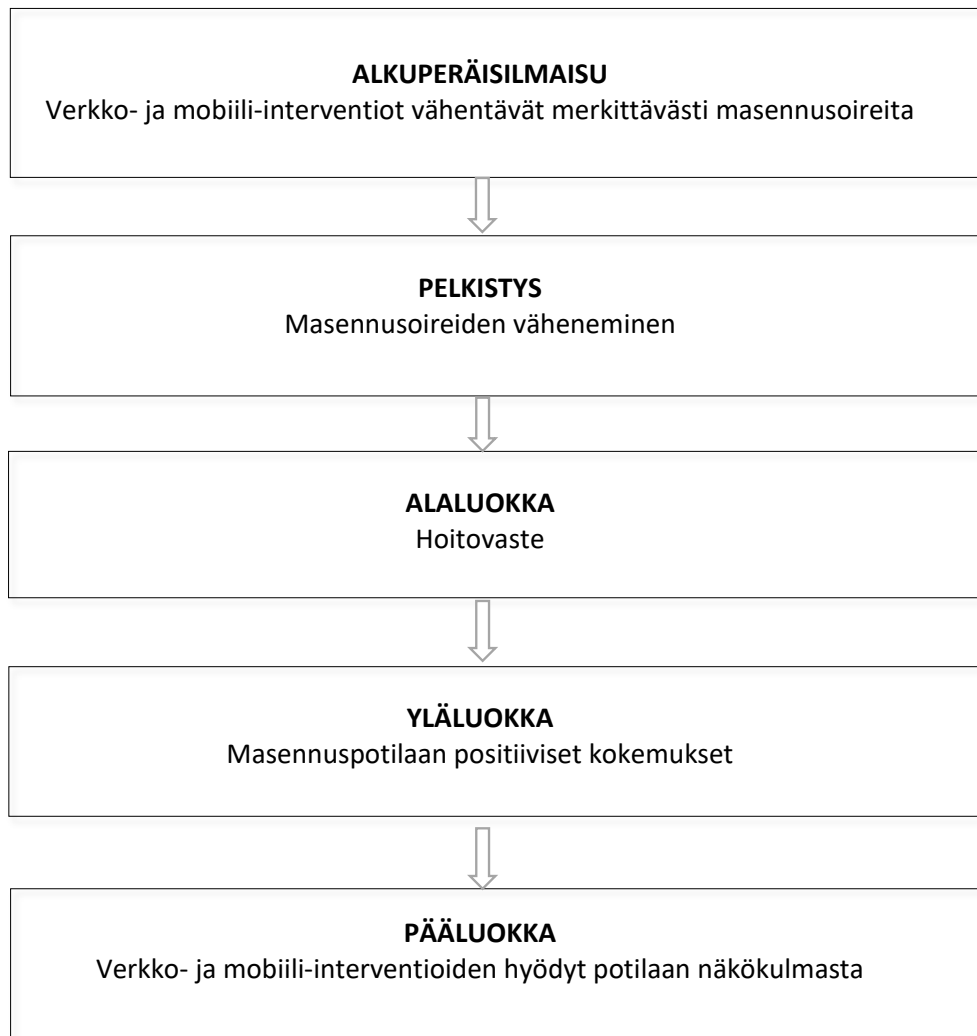 ALKUPERÄISILMAISU
Verkko- ja mobiili-interventiot vähentävät merkittävästi masennusoireita
PELKISTYS
Masennusoireiden väheneminen
ALALUOKKA
Hoitovaste
YLÄLUOKKA
Masennuspotilaan positiiviset kokemukset
PÄÄLUOKKA
Verkko- ja mobiili-interventioiden hyödyt potilaan näkökulmasta